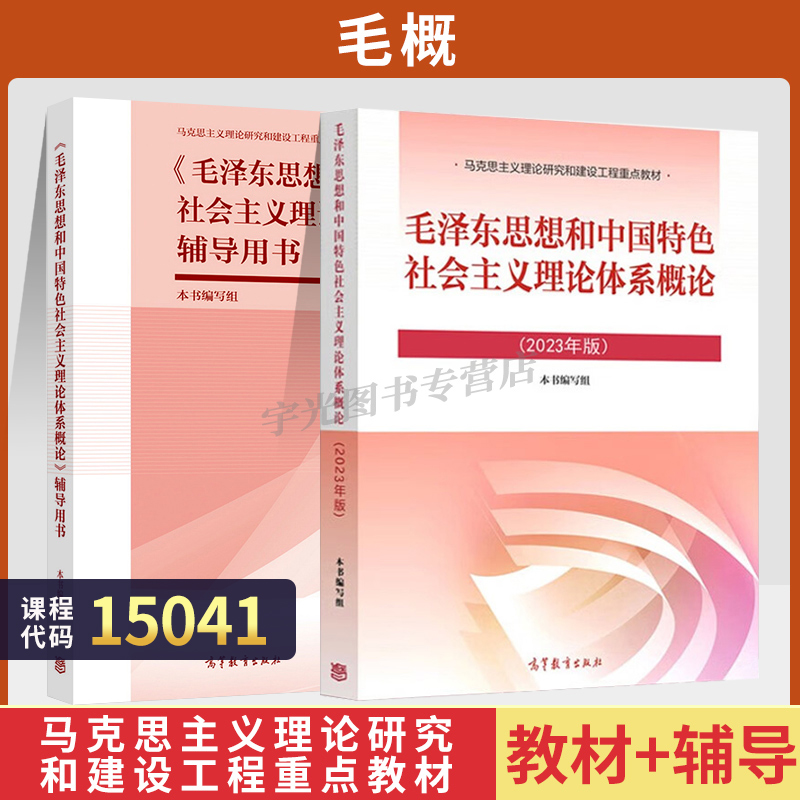 毛概
《毛泽东思想和中国特色社会主义理论体系概论》辅导用书
马克思主义理论研究和建设工程重
《毛泽东思想
社会主义理
辅导用书
本书编写组
高等教育出版社
毛泽东思想和中国特色社会主义理论体系概论
(2023年版)
本书编写组
·马克思主义理论研究和建设工程重点教材·
毛泽东思想和中国特色
社会主义理论体系概论
(2023年版)
本书编写组
高等教育出版社
宇光图书专营店
课程
代码
15041
马克思主义理论研究
和建设工程重点教材
教材+辅导